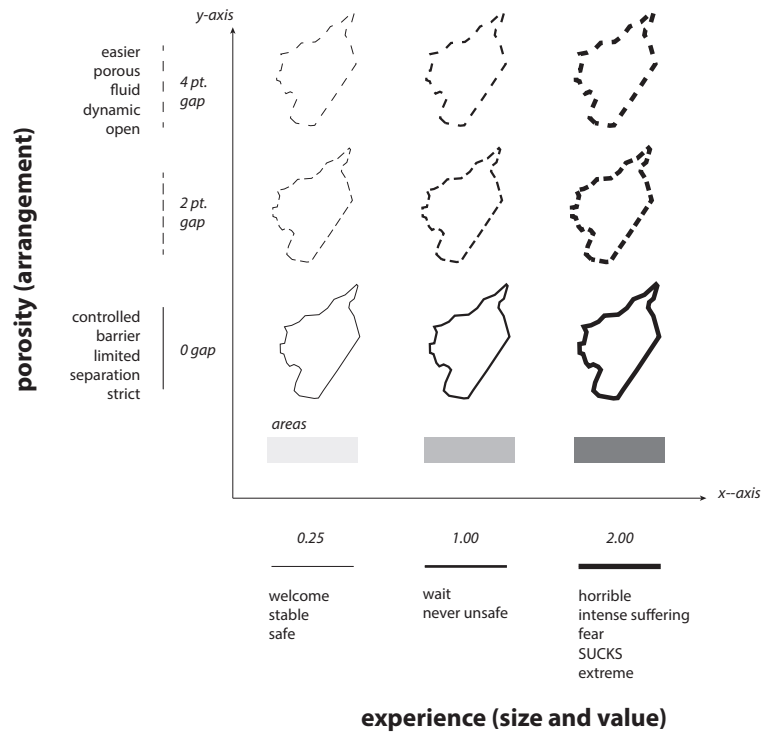 y-axis
easier
porous
fluid
dynamic
open
4 pt.
gap
2 pt.
gap
porosity (arrangement)
controlled
barrier
limited
separation
strict
0 gap
areas
x--axis
0.25
1.00
2.00
welcome
stable
safe
wait
never unsafe
horrible
intense suffering
fear
SUCKS
extreme
experience (size and value)